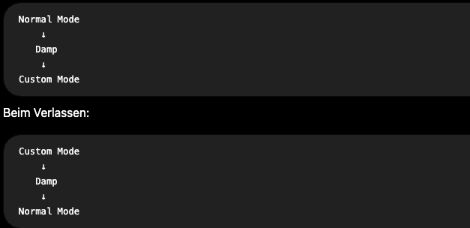 Normal Mode
↓
Damp
↓
Custom Mode
Beim Verlassen:
Custom Mode
↓
Damp
↓
Normal Mode